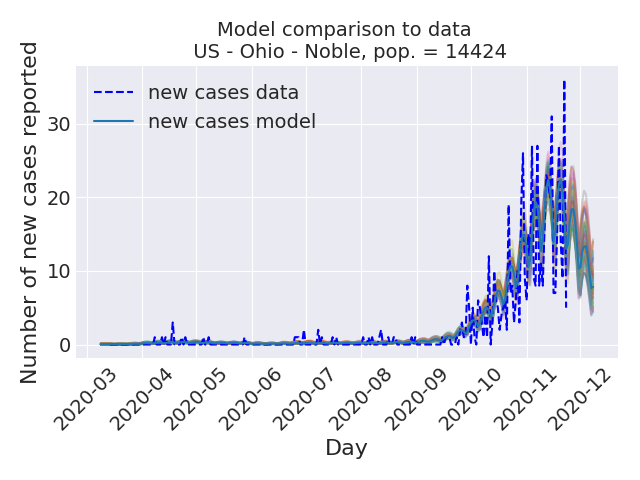 Model comparison to data
US - Ohio - Noble, pop. = 14424
Number of new cases reported
new cases data
new cases model
30
20
10
0
2020-03
2020-04
2020-05
2020-06
2020-07
2020-08
2020-09
2020-10
2020-11
2020-12
Day